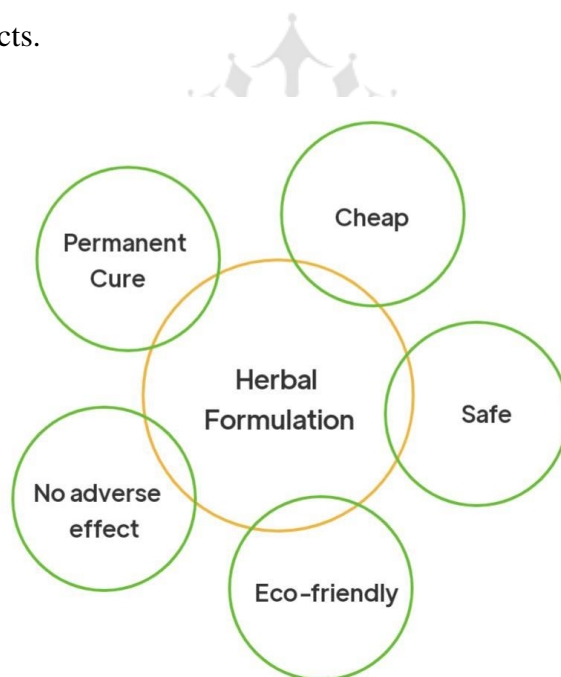 cts.
Cheap
Permanent
Cure
Herbal
Formulation
Safe
No adverse
effect
Eco-friendly